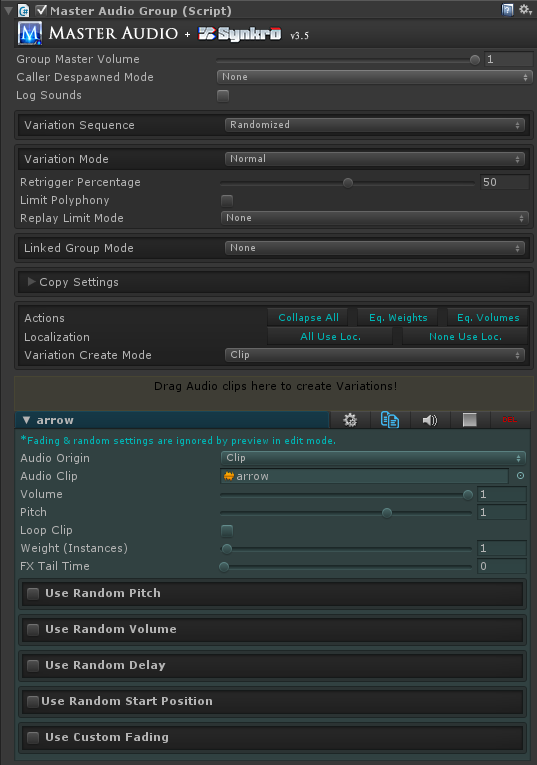 Master Audio Group (Script)
MASTER AUDIO + Synkro v3.5
Group Master Volume 1
Caller Despawned Mode None
Log Sounds
Variation Sequence Randomized
Variation Mode Normal
Retrigger Percentage 50
Limit Polyphony
Replay Limit Mode None
Linked Group Mode None
Copy Settings
Actions Collapse All Eq. Weights Eq. Volumes
Localization All Use Loc. None Use Loc.
Variation Create Mode Clip
Drag Audio clips here to create Variations!
arrow
*Fading & random settings are ignored by preview in edit mode.
Audio Origin Clip
Audio Clip arrow
Volume 1
Pitch 1
Loop Clip
Weight (Instances) 1
FX Tail Time 0
Use Random Pitch
Use Random Volume
Use Random Delay
Use Random Start Position
Use Custom Fading